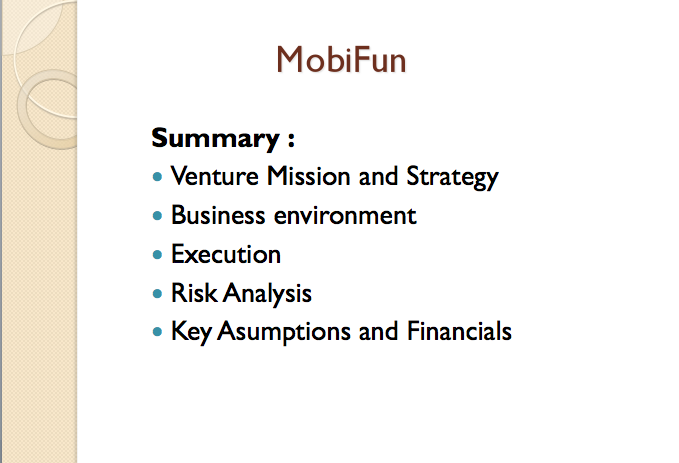 MobiFun
Summary :
• Venture Mission and Strategy
• Business environment
• Execution
• Risk Analysis
• Key Asumptions and Financials